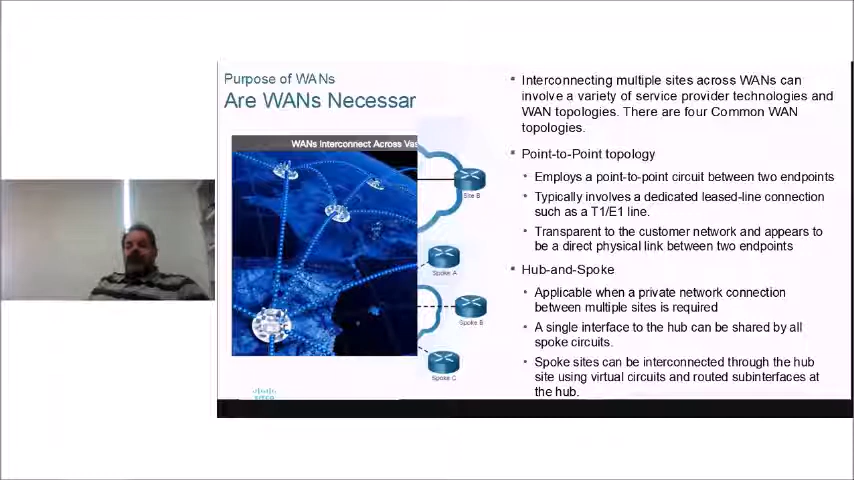 Purpose of WANs
Are WANs Necessar
WANs Interconnect Across Vas
Site B
Spoke A
Spoke B
Spoke C
Interconnecting multiple sites across WANs can
involve a variety of service provider technologies and
WAN topologies. There are four Common WAN
topologies.
Point-to-Point topology
Employs a point-to-point circuit between two endpoints
Typically involves a dedicated leased-line connection
such as a T1/E1 line.
Transparent to the customer network and appears to
be a direct physical link between two endpoints
Hub-and-Spoke
Applicable when a private network connection
between multiple sites is required
A single interface to the hub can be shared by all
spoke circuits.
Spoke sites can be interconnected through the hub
site using virtual circuits and routed subinterfaces at
the hub.